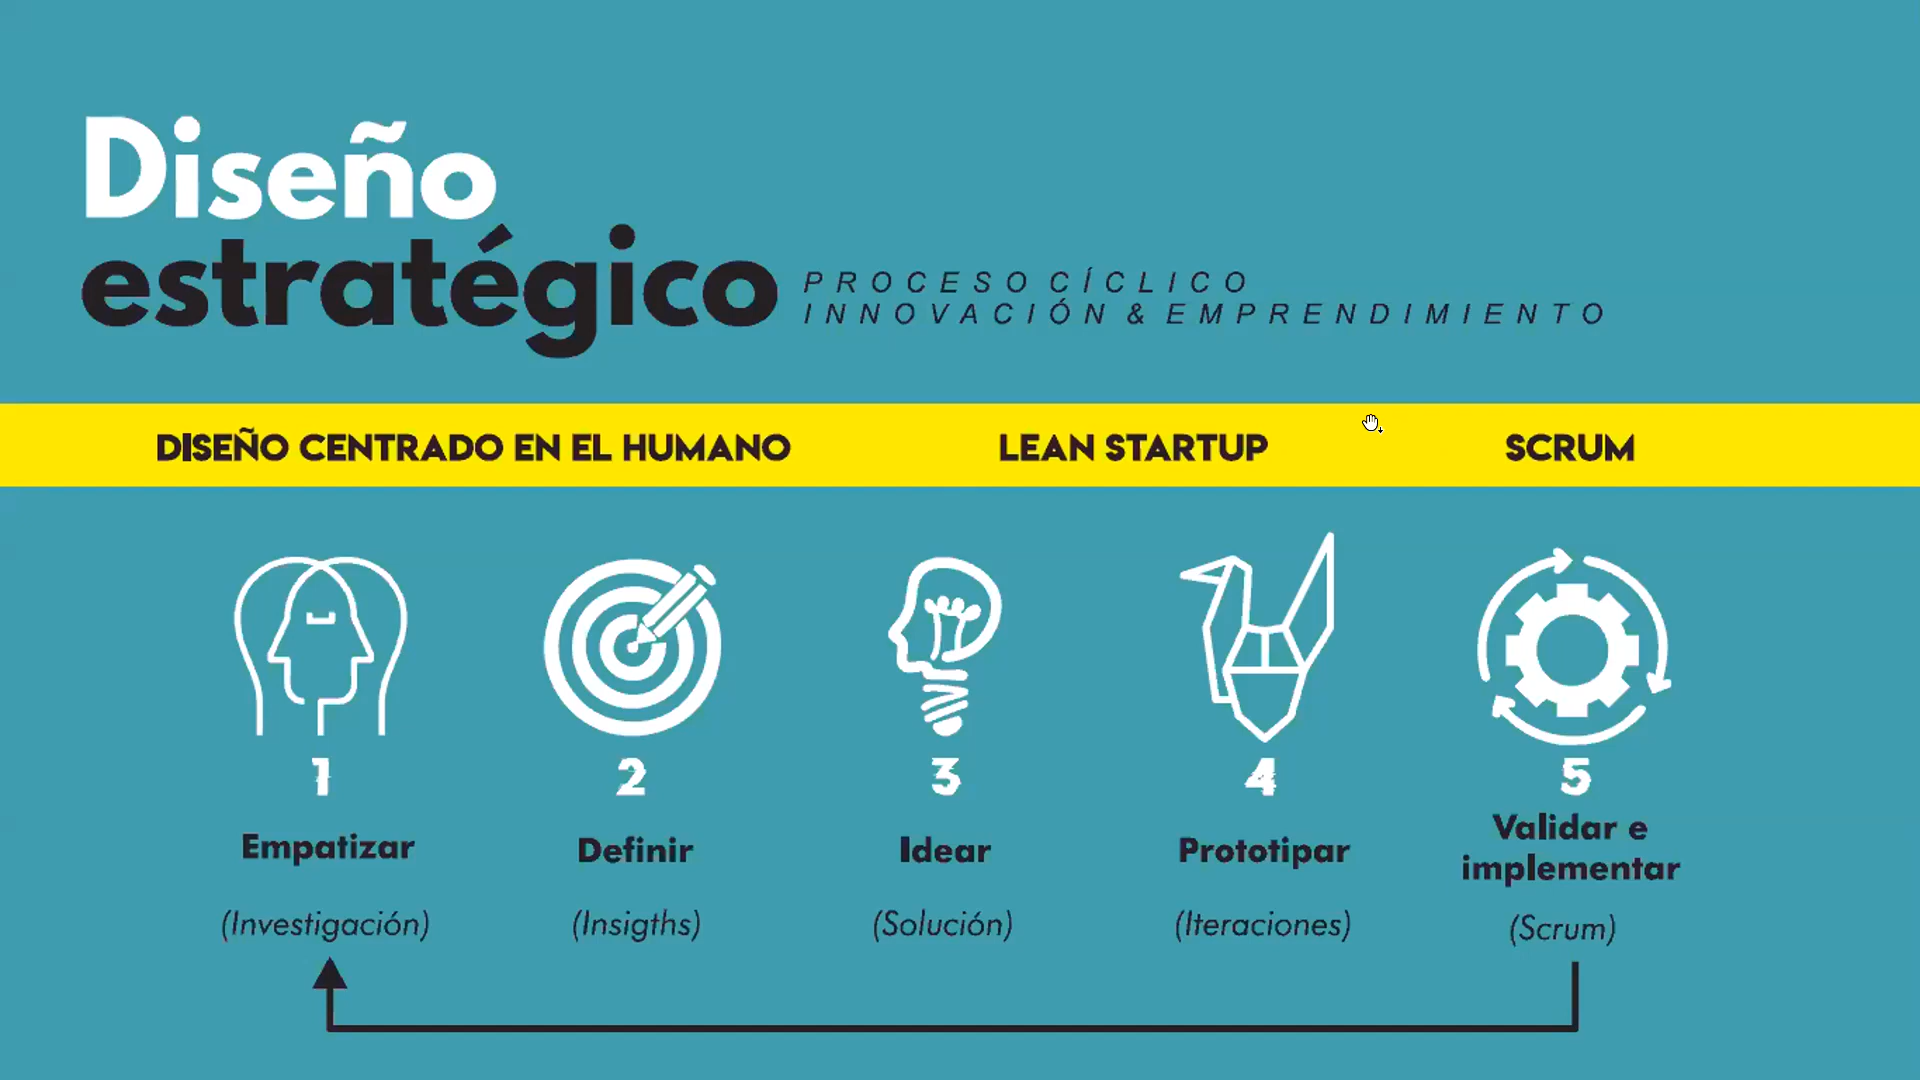 Diseño
estratégico
PROCESO CÍCLICO
INNOVACIÓN & EMPRENDIMIENTO
DISEÑO CENTRADO EN EL HUMANO
LEAN STARTUP
SCRUM
1
Empatizar
(Investigación)
2
Definir
(Insigths)
3
Idear
(Solución)
4
Prototipar
(Iteraciones)
5
Validar e
implementar
(Scrum)